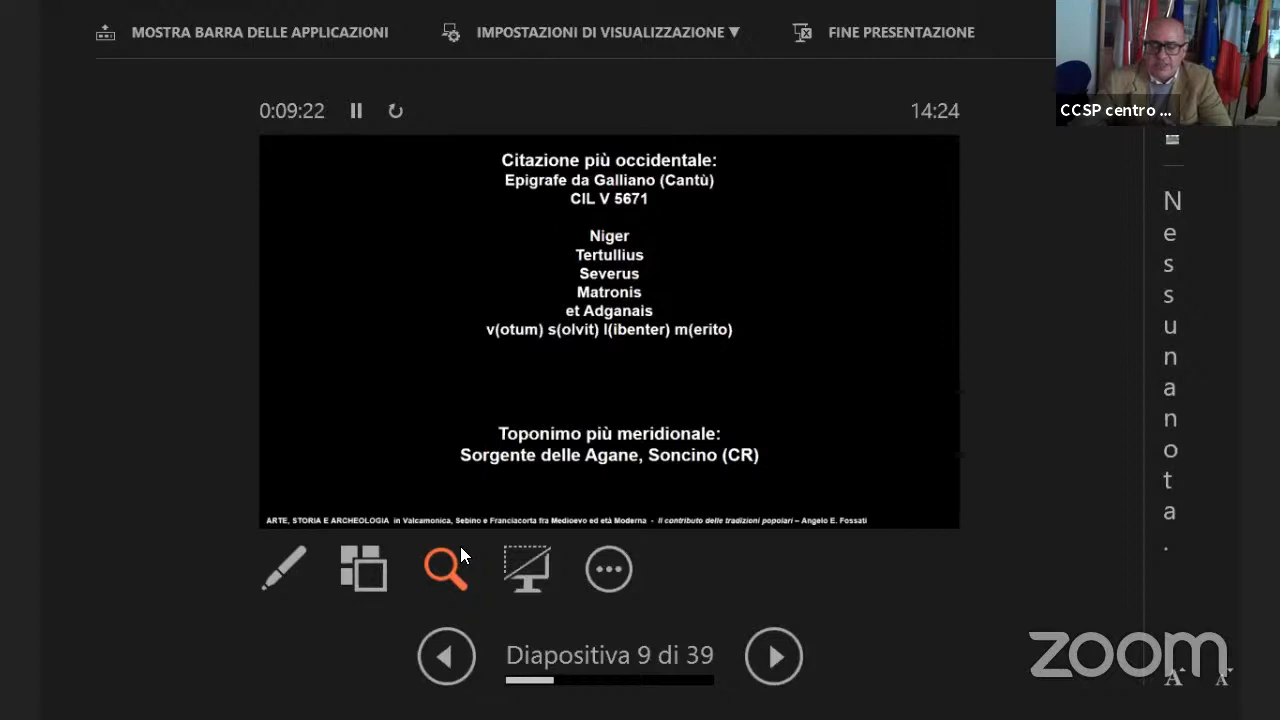 MOSTRA BARRA DELLE APPLICAZIONI IMPOSTAZIONI DI VISUALIZZAZIONE ▼ FINE PRESENTAZIONE
CCSP centro ...
0:09:22 14:24
Citazione più occidentale:
Epigrafe da Galliano (Cantù)
CIL V 5671
Niger
Tertullius
Severus
Matronis
et Adganais
v(otum) s(olvit) l(ibenter) m(erito)
Toponimo più meridionale:
Sorgente delle Agane, Soncino (CR)
ARTE, STORIA E ARCHEOLOGIA in Valcamonica, Sebino e Franciacorta fra Medioevo ed età Moderna - Il contributo delle tradizioni popolari – Angelo E. Fossati
Diapositiva 9 di 39
N
e
s
s
u
n
a
n
o
t
a
.
zoom
A A